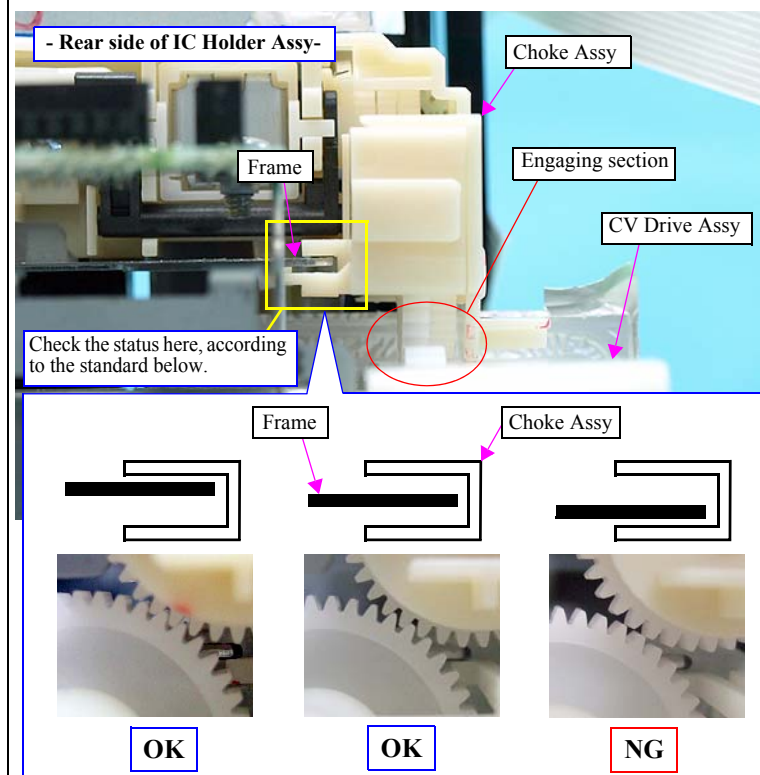 - Rear side of IC Holder Assy-
Choke Assy
Engaging section
Frame
CV Drive Assy
Check the status here, according
to the standard below.
Frame
Choke Assy
OK
OK
NG